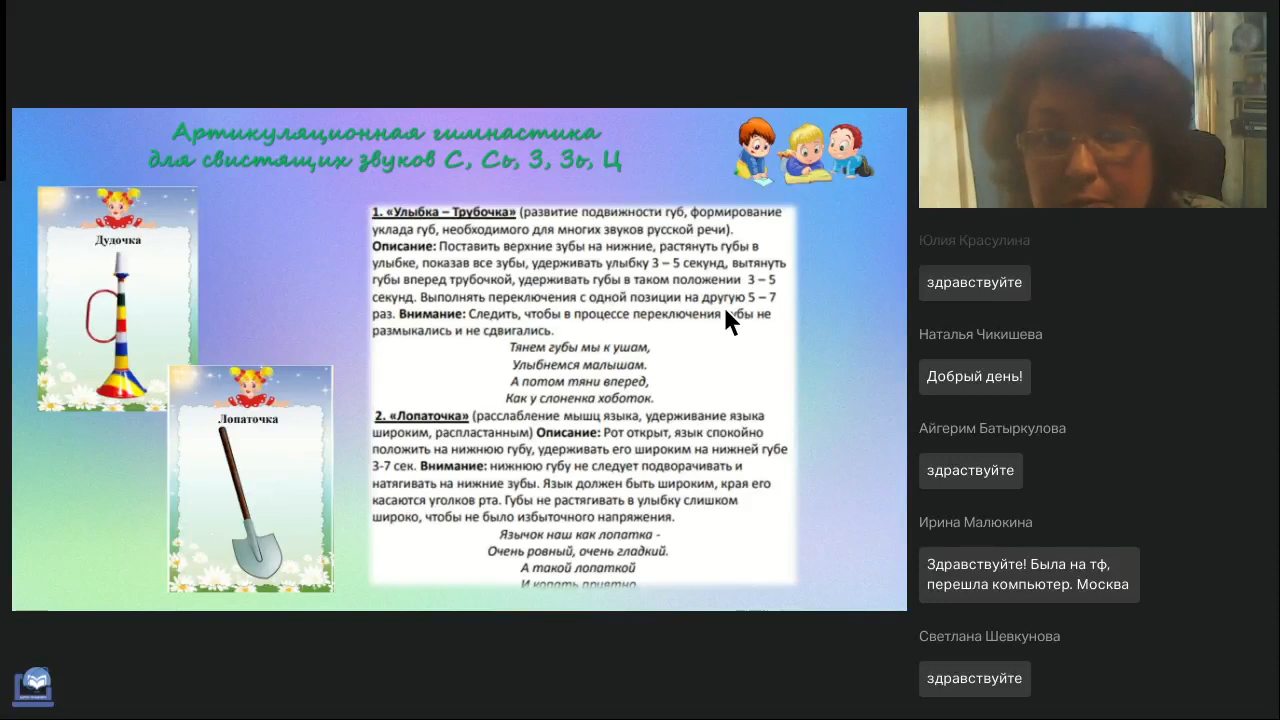 Артикуляционная гимнастика
для свистящих звуков С, Сь, З, Зь, Ц
Дудочка
Лопаточка
1. «Улыбка – Трубочка» (развитие подвижности губ, формирование
уклада губ, необходимого для многих звуков русской речи).
Описание: Поставить верхние зубы на нижние, растянуть губы в
улыбке, показав все зубы, удерживать улыбку 3 – 5 секунд, вытянуть
губы вперед трубочкой, удерживать губы в таком положении 3 – 5
секунд. Выполнять переключения с одной позиции на другую 5 – 7
раз. Внимание: Следить, чтобы в процессе переключения убы не
размыкались и не сдвигались.
Тянем губы мы к ушам,
Улыбнемся малышам.
А потом тяни вперед,
Как у слоненка хоботок.
2. «Лопаточка» (расслабление мышц языка, удерживание языка
широким, распластанным) Описание: Рот открыт, язык спокойно
положить на нижнюю губу, удерживать его широким на нижней губе
3-7 сек. Внимание: нижнюю губу не следует подворачивать и
натягивать на нижние зубы. Язык должен быть широким, края его
касаются уголков рта. Губы не растягивать в улыбку слишком
широко, чтобы не было избыточного напряжения.
Язычок наш как лопатка -
Очень ровный, очень гладкий.
А такой лопаткой
И копать приятно.
Юлия Красулина
здравствуйте
Наталья Чикишева
Добрый день!
Айгерим Батыркулова
здраствуйте
Ирина Малюкина
Здравствуйте! Была на тф,
перешла компьютер. Москва
Светлана Шевкунова
здравствуйте